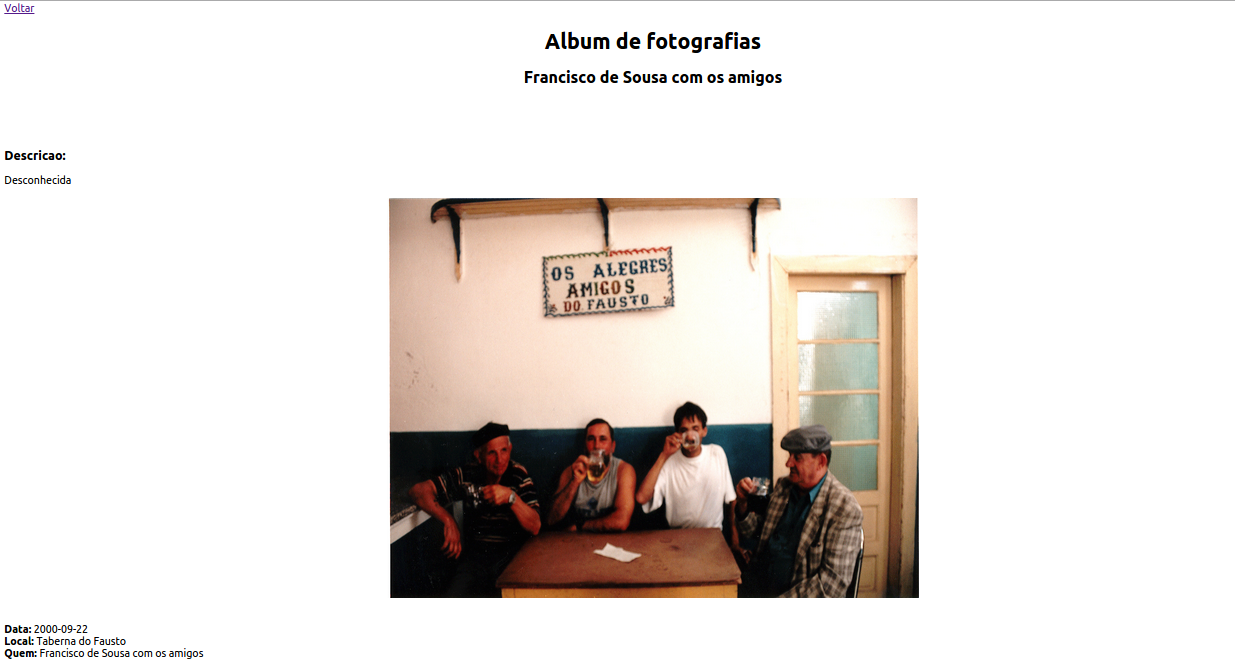 Voltar
Album de fotografias
Francisco de Sousa com os amigos
Descricao:
Desconhecida
OS ALEGRES
AMIGOS
DO FAUSTO
Data: 2000-09-22
Local: Taberna do Fausto
Quem: Francisco de Sousa com os amigos